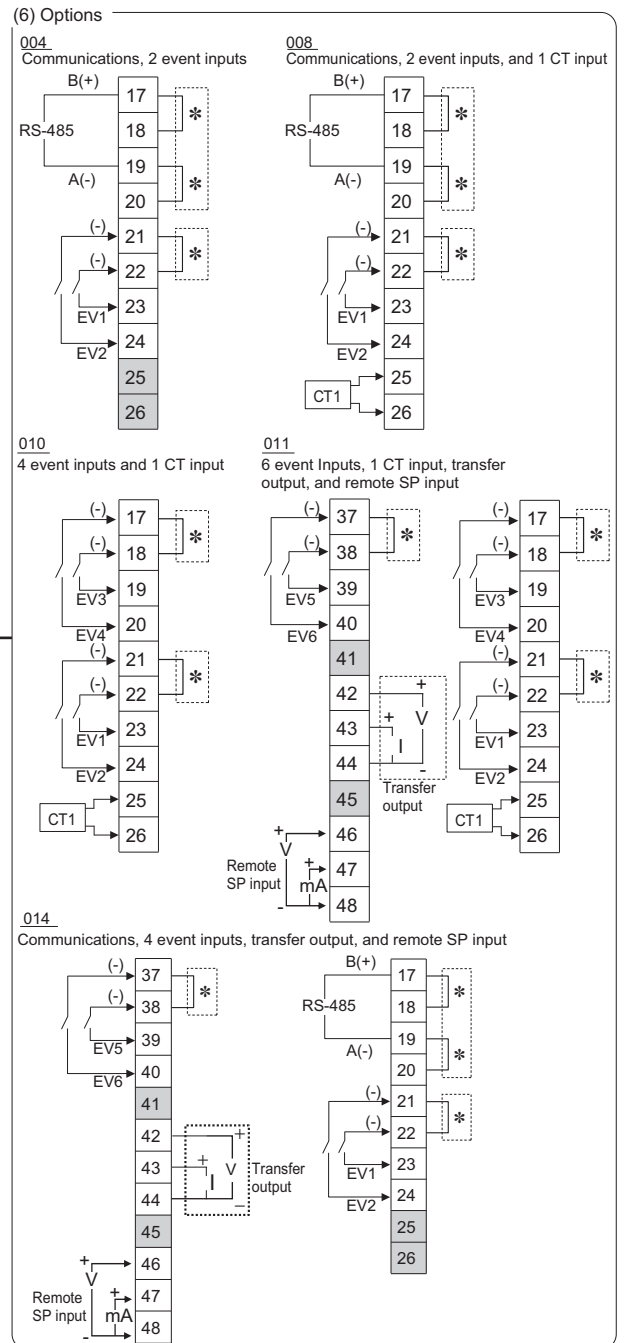 (6) Options
004
Communications, 2 event inputs
B(+)
RS-485
A(-)
17
18
19
20
21
22
23
24
25
26
*
*
*
(-)
(-)
EV1
EV2
008
Communications, 2 event inputs, and 1 CT input
B(+)
RS-485
A(-)
17
18
19
20
21
22
23
24
25
26
*
*
*
(-)
(-)
EV1
EV2
CT1
010
4 event inputs and 1 CT input
(-)
(-)
EV3
EV4
(-)
(-)
EV1
EV2
CT1
17
18
19
20
21
22
23
24
25
26
*
*
011
6 event Inputs, 1 CT input, transfer
output, and remote SP input
(-)
(-)
EV5
EV6
37
38
39
40
41
42
43
44
45
46
47
48
*
+
+
V
I
-
Transfer
output
+
V
+
Remote
SP input
mA
-
(-)
(-)
EV3
EV4
(-)
(-)
EV1
EV2
CT1
17
18
19
20
21
22
23
24
25
26
*
*
014
Communications, 4 event inputs, transfer output, and remote SP input
(-)
(-)
EV5
EV6
37
38
39
40
41
42
43
44
45
46
47
48
*
+
+
V
I
−
Transfer
output
+
V
+
Remote
SP input
mA
-
B(+)
RS-485
A(-)
17
18
19
20
21
22
23
24
25
26
*
*
*
(-)
(-)
EV1
EV2